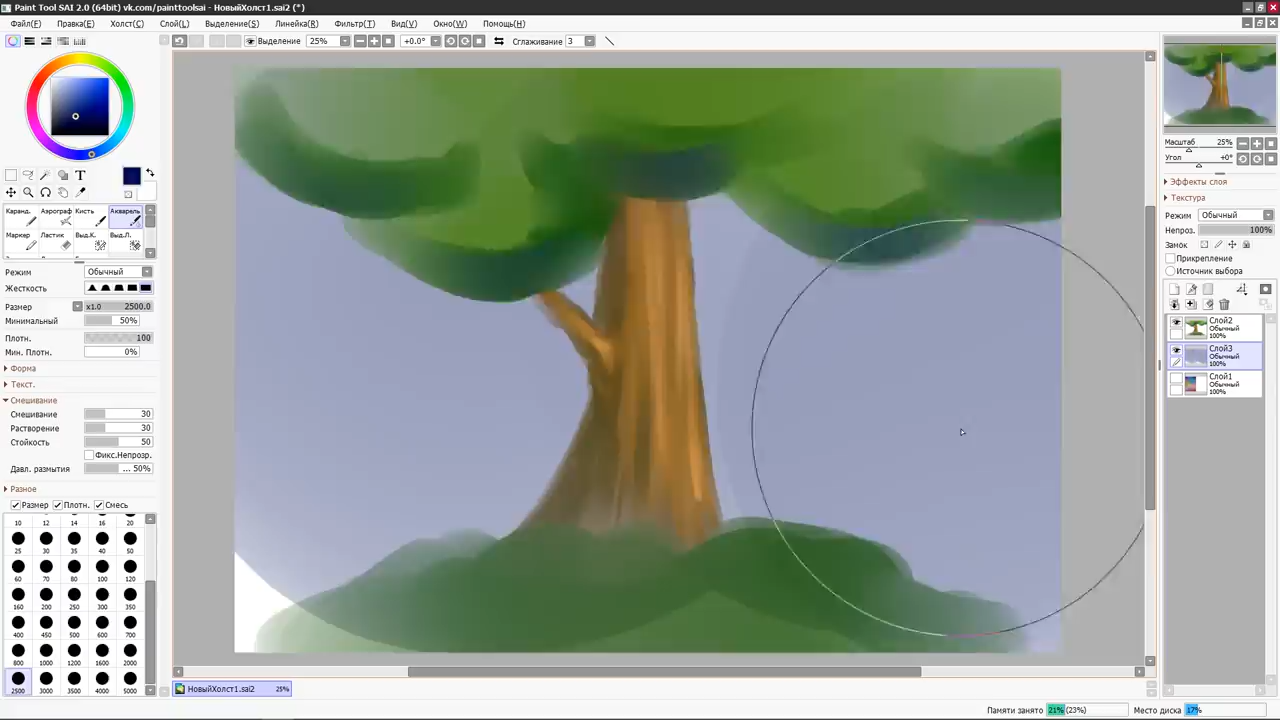 Paint Tool SAI 2.0 (64bit) vk.com/painttoolsai - НовыйХолст1.sai2 (*)
Файл(F) Правка(E) Холст(C) Слой(L) Выделение(S) Линейка(R) Фильтр(T) Вид(V) Окно(W) Помощь(H)
Выделение 25% +0.0° Сглаживание 3
T
Каранд. Аэрограф Кисть Акварель
Маркер Ластик Выд.К. Выд.Л.
Режим Обычный
Жесткость
Размер x1.0 2500.0
Минимальный 50%
Плотн. 100
Мин. Плотн. 0%
Форма
Текст.
Смешивание
Смешивание 30
Растворение 30
Стойкость 50
Фикс.Непрозр.
Давл. размытия ... 50%
Разное
Размер Плотн. Смесь
10 12 14 16 20
25 30 35 40 50
60 70 80 100 120
160 200 250 300 350
400 450 500 600 700
800 1000 1200 1600 2000
2500 3000 3500 4000 5000
НовыйХолст1.sai2 25%
Масштаб 25%
Угол +0°
Эффекты слоя
Текстура
Режим Обычный
Непроз. 100%
Замок
Прикрепление
Источник выбора
Слой2
Обычный
100%
Слой3
Обычный
100%
Слой1
Обычный
100%
Памяти занято 21% (23%) Место диска 17%